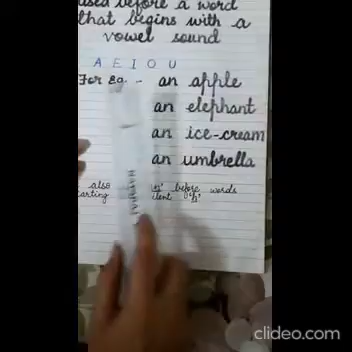 used before a word
that begins with a
vowel sound
A E I O U
For eg - an apple
an elephant
an ice-cream
an umbrella
also before words
clideo.com